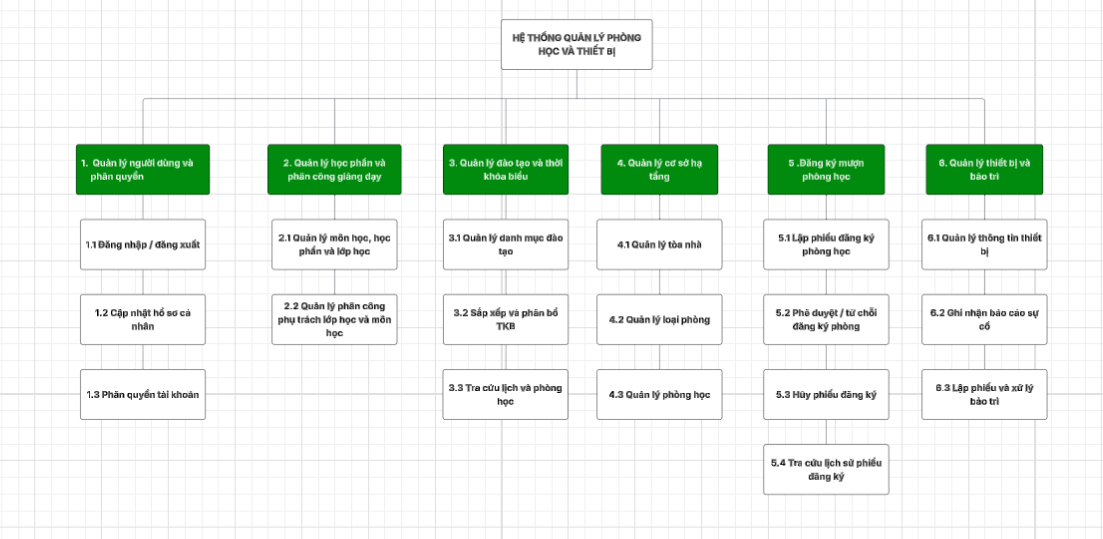 HỆ THỐNG QUẢN LÝ PHÒNG
HỌC VÀ THIẾT BỊ
1. Quản lý người dùng và
phân quyền
2. Quản lý học phần và
phân công giảng dạy
3. Quản lý đào tạo và thời
khóa biểu
4. Quản lý cơ sở hạ
tầng
5 .Đăng ký mượn
phòng học
6. Quản lý thiết bị và
bảo trì
1.1 Đăng nhập / đăng xuất
2.1 Quản lý môn học, học
phần và lớp học
3.1 Quản lý danh mục đào
tạo
4.1 Quản lý tòa nhà
5.1 Lập phiếu đăng ký
phòng học
6.1 Quản lý thông tin thiết
bị
1.2 Cập nhật hồ sơ cá
nhân
2.2 Quản lý phân công
phụ trách lớp học và môn
học
3.2 Sắp xếp và phân bổ
TKB
4.2 Quản lý loại phòng
5.2 Phê duyệt / từ chối
đăng ký phòng
6.2 Ghi nhận báo cáo sự
cố
1.3 Phân quyền tài khoản
3.3 Tra cứu lịch và phòng
học
4.3 Quản lý phòng học
5.3 Hủy phiếu đăng ký
6.3 Lập phiếu và xử lý
bảo trì
5.4 Tra cứu lịch sử phiếu
đăng ký